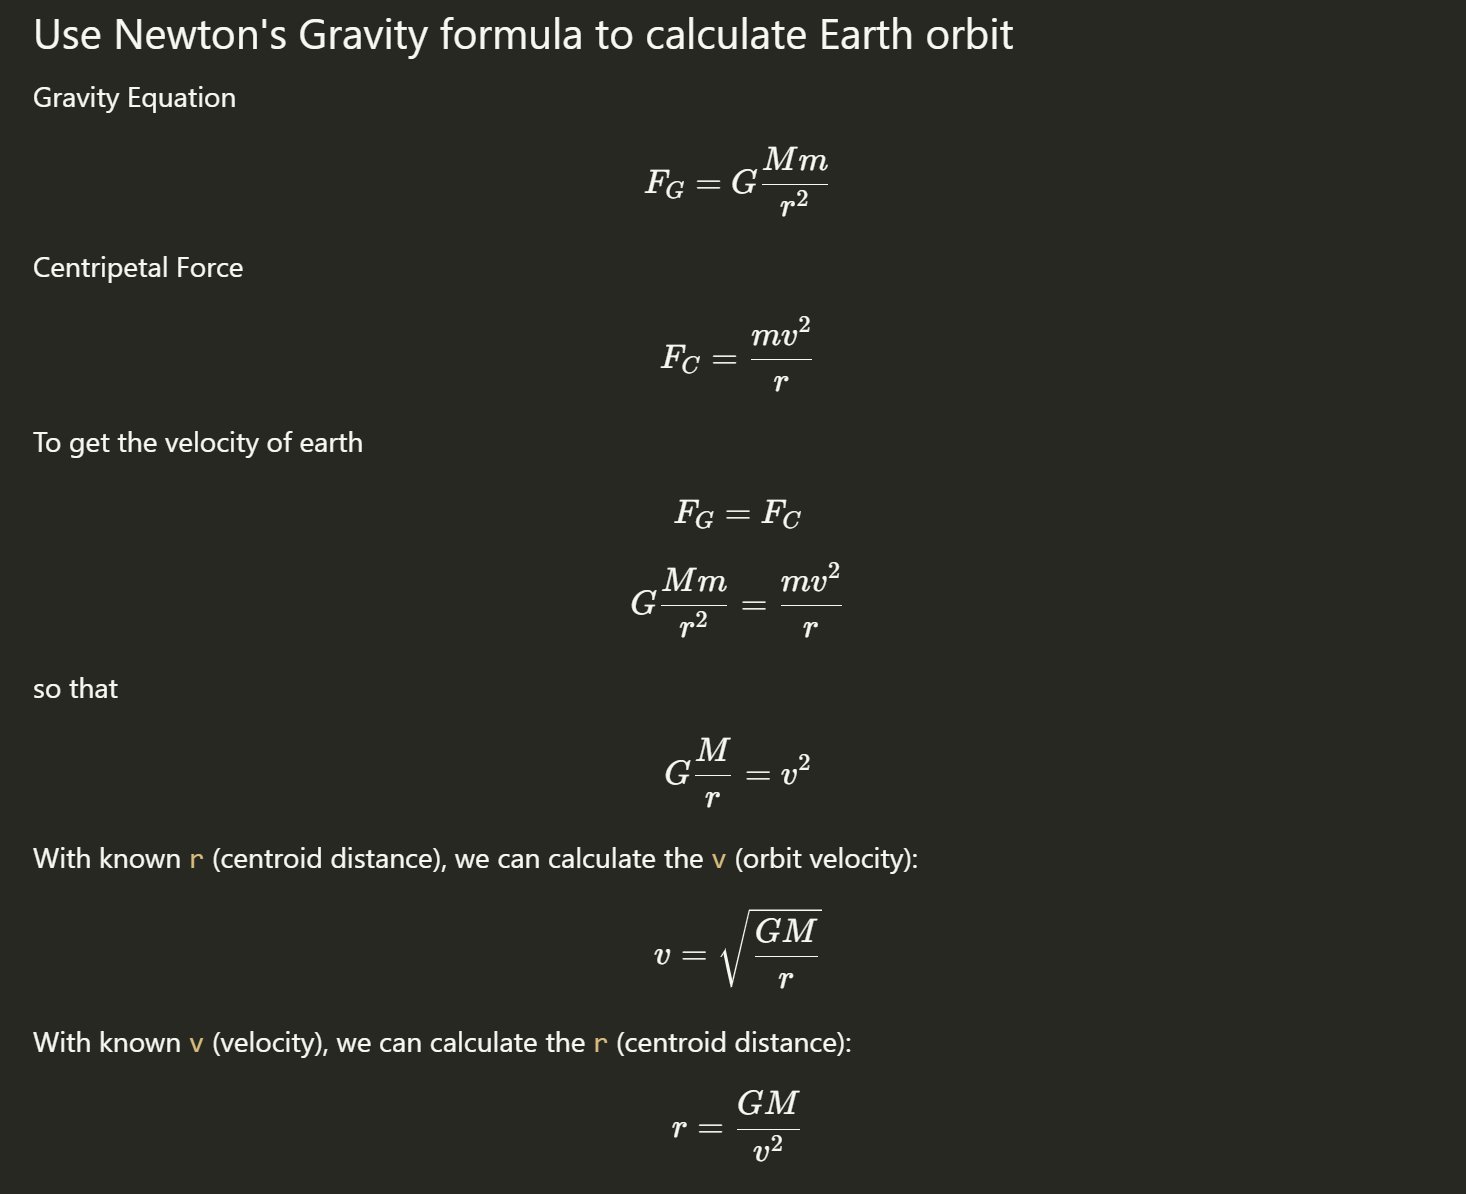 Use Newton's Gravity formula to calculate Earth orbit
Gravity Equation
F_G = G \frac{Mm}{r^2}
Centripetal Force
F_C = \frac{mv^2}{r}
To get the velocity of earth
F_G = F_C
G \frac{Mm}{r^2} = \frac{mv^2}{r}
so that
G \frac{M}{r} = v^2
With known r (centroid distance), we can calculate the v (orbit velocity):
v = \sqrt{\frac{GM}{r}}
With known v (velocity), we can calculate the r (centroid distance):
r = \frac{GM}{v^2}